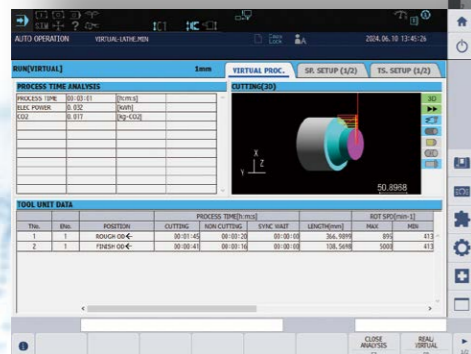 AUTO OPERATION VIRTUAL-LATHE.MIN 2024.06.10 13:45:26
RUN[VIRTUAL] 1mm VIRTUAL PROC. SP. SETUP (1/2) TS. SETUP (1/2)
PROCESS TIME ANALYSIS CUTTING(3D)
PROCESS TIME 00:03:01 [h:m:s]
ELEC POWER 0.032 [kWh]
CO2 0.017 [kg-CO2]
3D
X
Z
Y
50.8968
TOOL UNIT DATA
PROCESS TIME[h:m:s] ROT SPD[min-1]
TNo. ENo. POSITION CUTTING NON CUTTING SYNC WAIT LENGTH[mm] MAX MIN
1 1 ROUGH OD← 00:01:45 00:00:20 00:00:00 366.9899 895 413
2 1 FINISH OD← 00:00:41 00:00:16 00:00:00 108.5698 5000 413
CLOSE ANALYSIS REAL/VIRTUAL